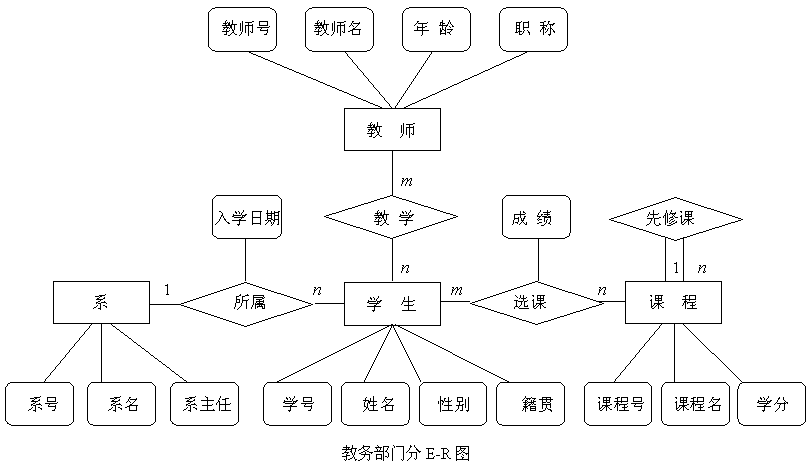 教师号 教师名 年 龄 职 称
教 师
m
入学日期 教 学 成 绩 先修课
n 1 n
系 1 所属 n 学 生 m 选课 n 课 程
系号 系名 系主任 学号 姓名 性别 籍贯 课程号 课程名 学分
教务部门分 E-R 图